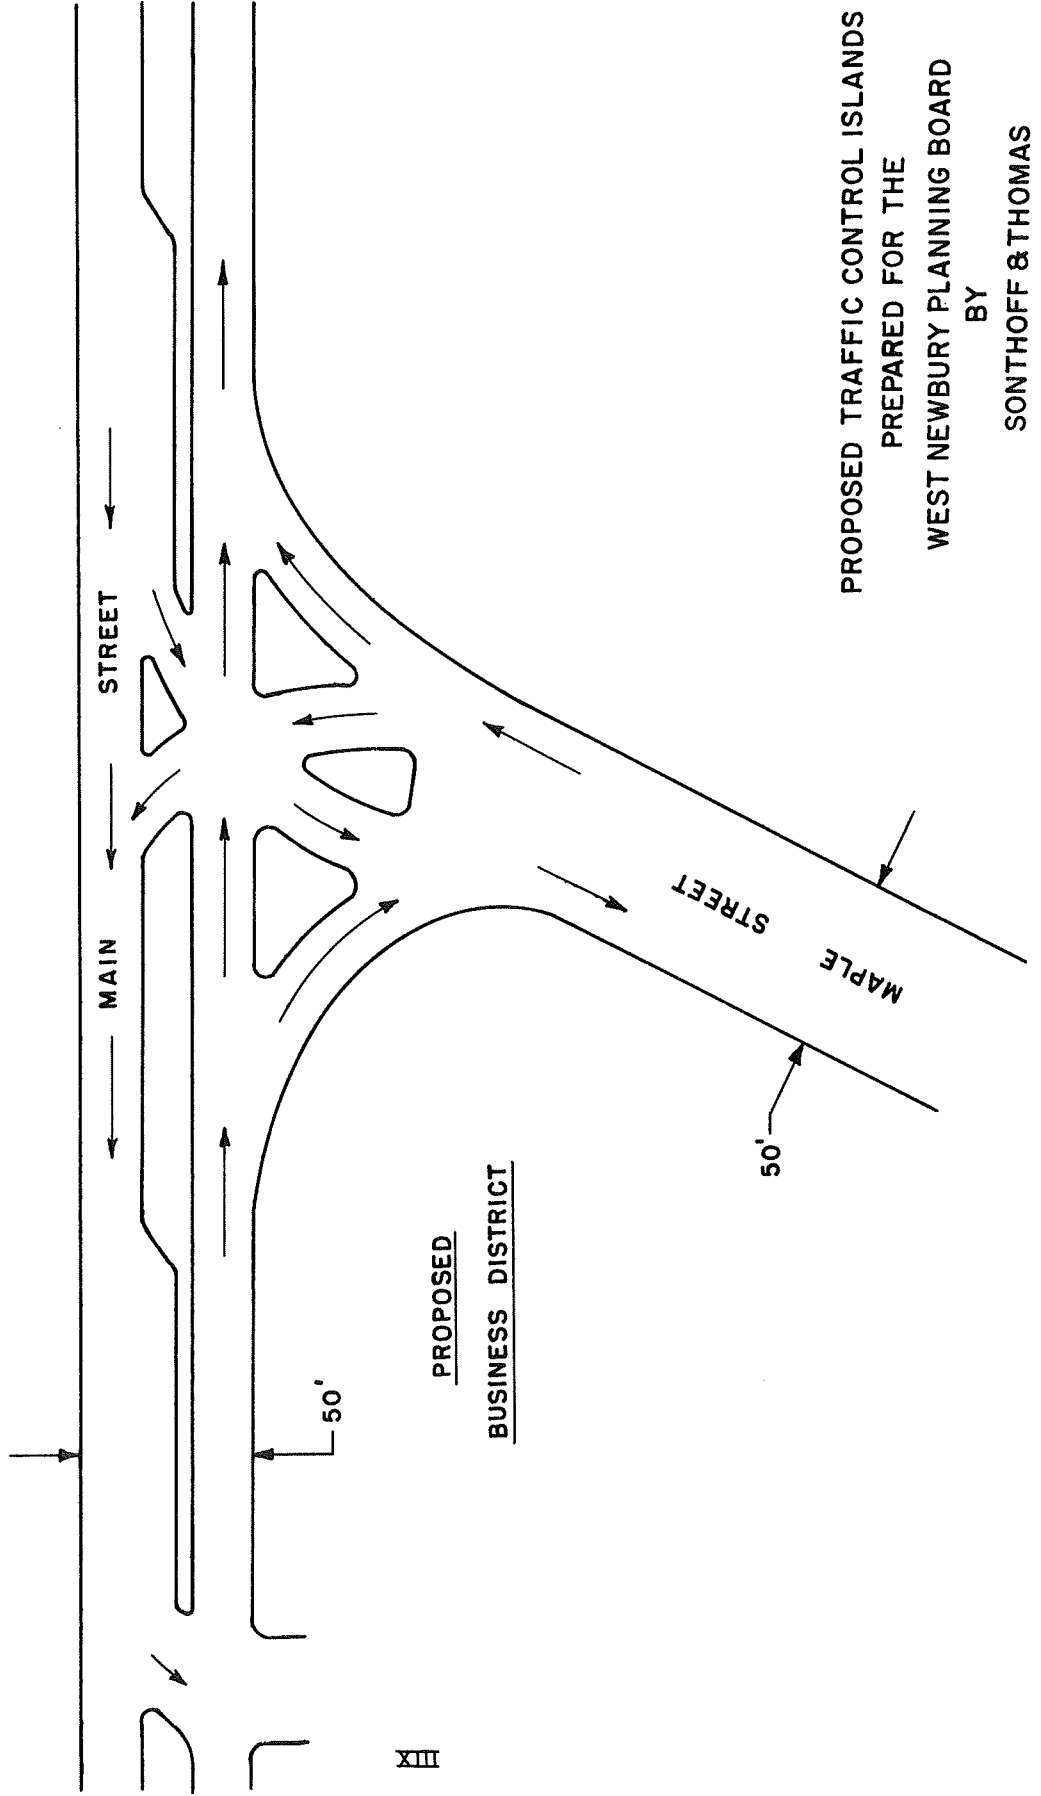 MAIN STREET
MAPLE
STREET
50'
50'
PROPOSED
BUSINESS DISTRICT
PROPOSED TRAFFIC CONTROL ISLANDS
PREPARED FOR THE
WEST NEWBURY PLANNING BOARD
BY
SONTHOFF & THOMAS
XIII